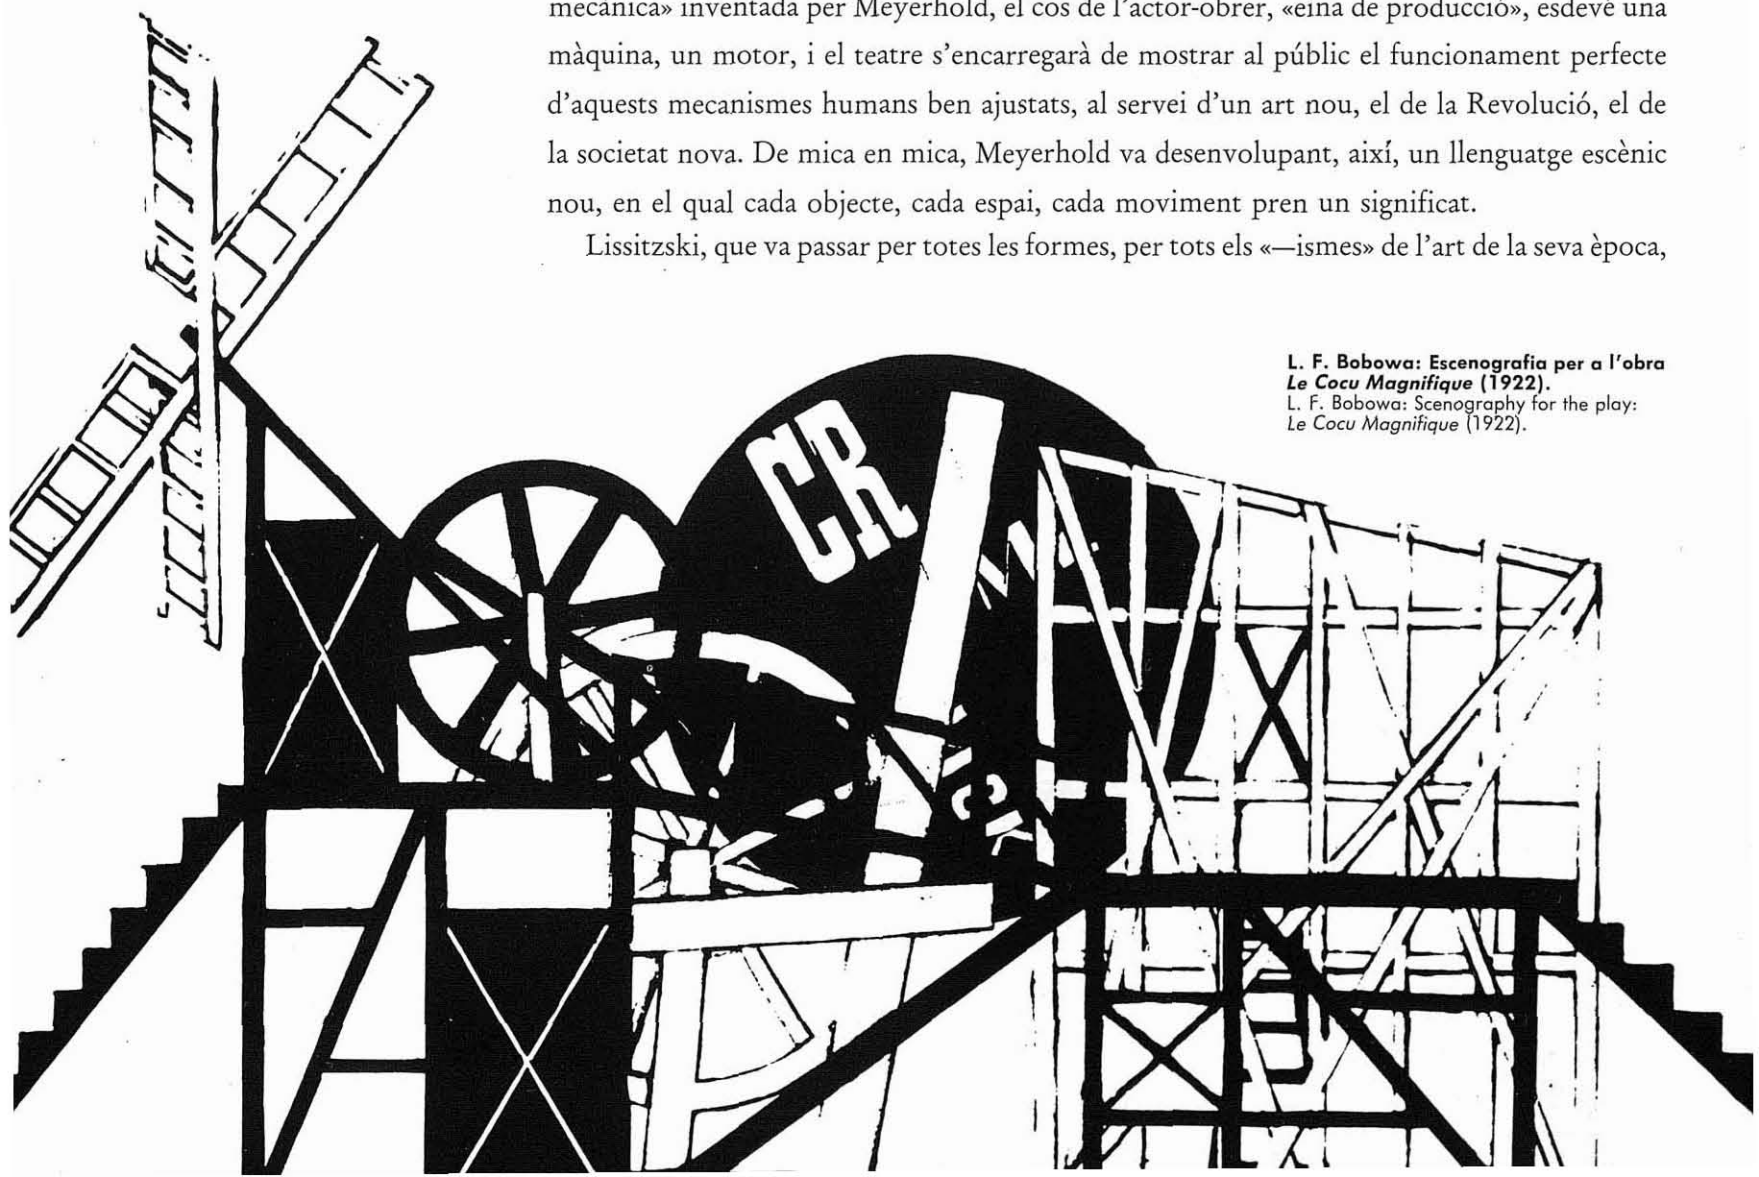 mecànica» inventada per Meyerhold, el cos de l'actor-obrer, «eina de producció», esdevé una
màquina, un motor, i el teatre s'encarregarà de mostrar al públic el funcionament perfecte
d'aquests mecanismes humans ben ajustats, al servei d'un art nou, el de la Revolució, el de
la societat nova. De mica en mica, Meyerhold va desenvolupant, així, un llenguatge escènic
nou, en el qual cada objecte, cada espai, cada moviment pren un significat.
Lissitzski, que va passar per totes les formes, per tots els «—ismes» de l'art de la seva època,
L. F. Bobowa: Escenografia per a l'obra
Le Cocu Magnifique (1922).
L. F. Bobowa: Scenography for the play:
Le Cocu Magnifique (1922).
CR